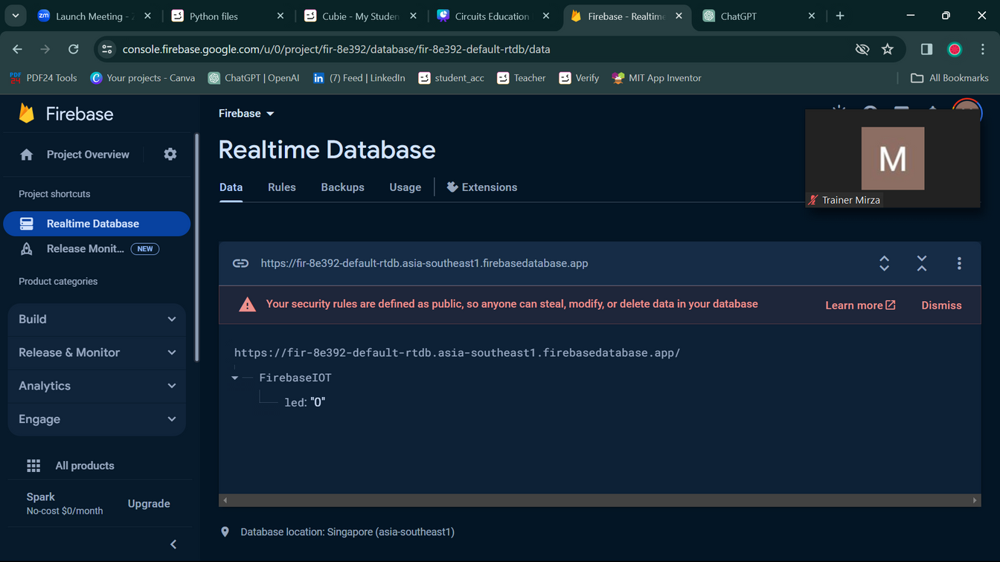 Launch Meeting - Z
Python files
Cubie - My Studen
Circuits Education
Firebase - Realtime
ChatGPT
console.firebase.google.com/u/0/project/fir-8e392/database/fir-8e392-default-rtdb/data
PDF24 Tools
Your projects - Canva
ChatGPT | OpenAI
(7) Feed | LinkedIn
student_acc
Teacher
Verify
MIT App Inventor
All Bookmarks
Firebase
Firebase
Project Overview
Project shortcuts
Realtime Database
Release Monit... NEW
Product categories
Build
Release & Monitor
Analytics
Engage
All products
Spark
No-cost $0/month
Upgrade
Realtime Database
Data
Rules
Backups
Usage
Extensions
M
Trainer Mirza
https://fir-8e392-default-rtdb.asia-southeast1.firebasedatabase.app
Your security rules are defined as public, so anyone can steal, modify, or delete data in your database
Learn more
Dismiss
https://fir-8e392-default-rtdb.asia-southeast1.firebasedatabase.app/
FirebaseIOT
led: "0"
Database location: Singapore (asia-southeast1)